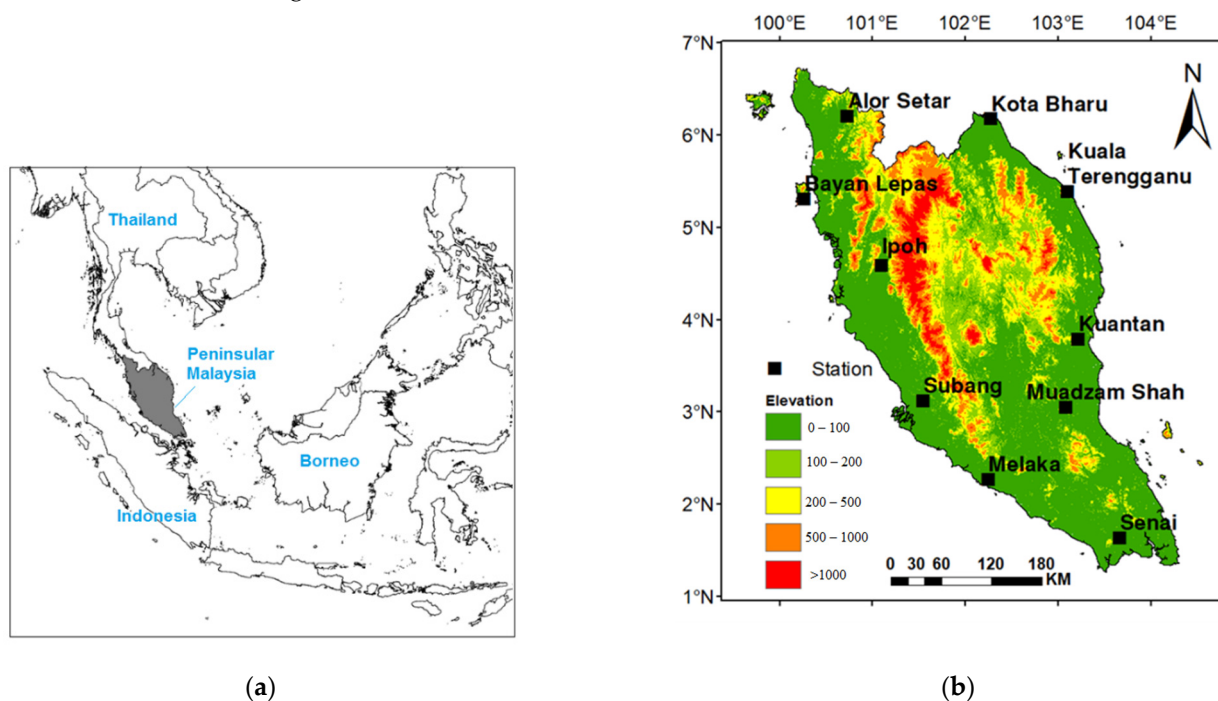 Thailand
Peninsular
Malaysia
Borneo
Indonesia
(a)
100°E 101°E 102°E 103°E 104°E
7°N
6°N
5°N
4°N
3°N
2°N
1°N
N
Alor Setar
Kota Bharu
Kuala
Terengganu
Bayan Lepas
Ipoh
Kuantan
Station
Subang
Muadzam Shah
Elevation
0 – 100
100 – 200
200 – 500
500 – 1000
>1000
Melaka
Senai
0 30 60 120 180
KM
(b)